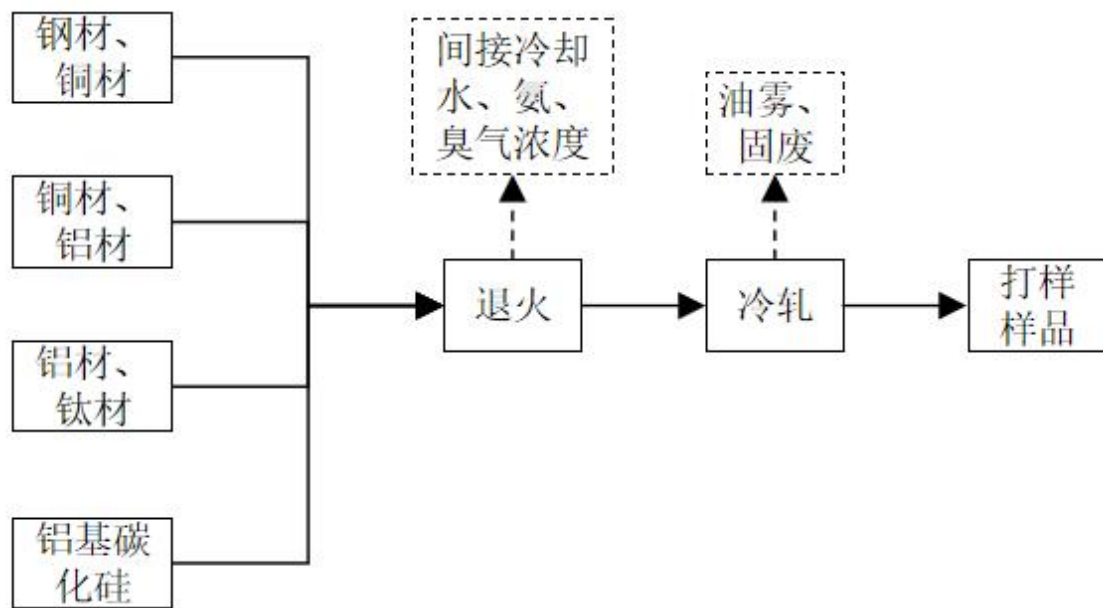 钢材、
铜材
间接冷却
水、氨、
臭气浓度
油雾、
固废
铜材、
铝材
退火
冷轧
打样
样品
铝材、
钛材
铝基碳
化硅